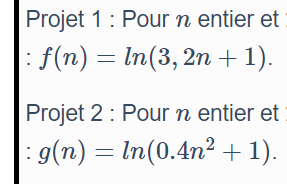 Projet 1 : Pour n entier et
: f(n) = ln(3, 2n + 1).
Projet 2 : Pour n entier et
: g(n) = ln(0.4n² + 1).